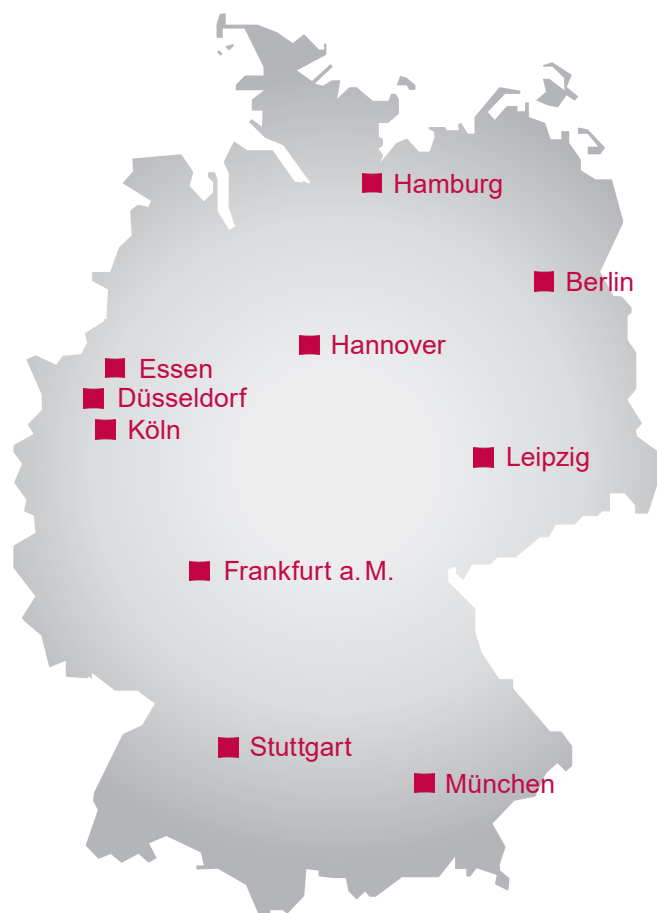 Hamburg
Berlin
Hannover
Essen
Düsseldorf
Köln
Leipzig
Frankfurt a. M.
Stuttgart
München